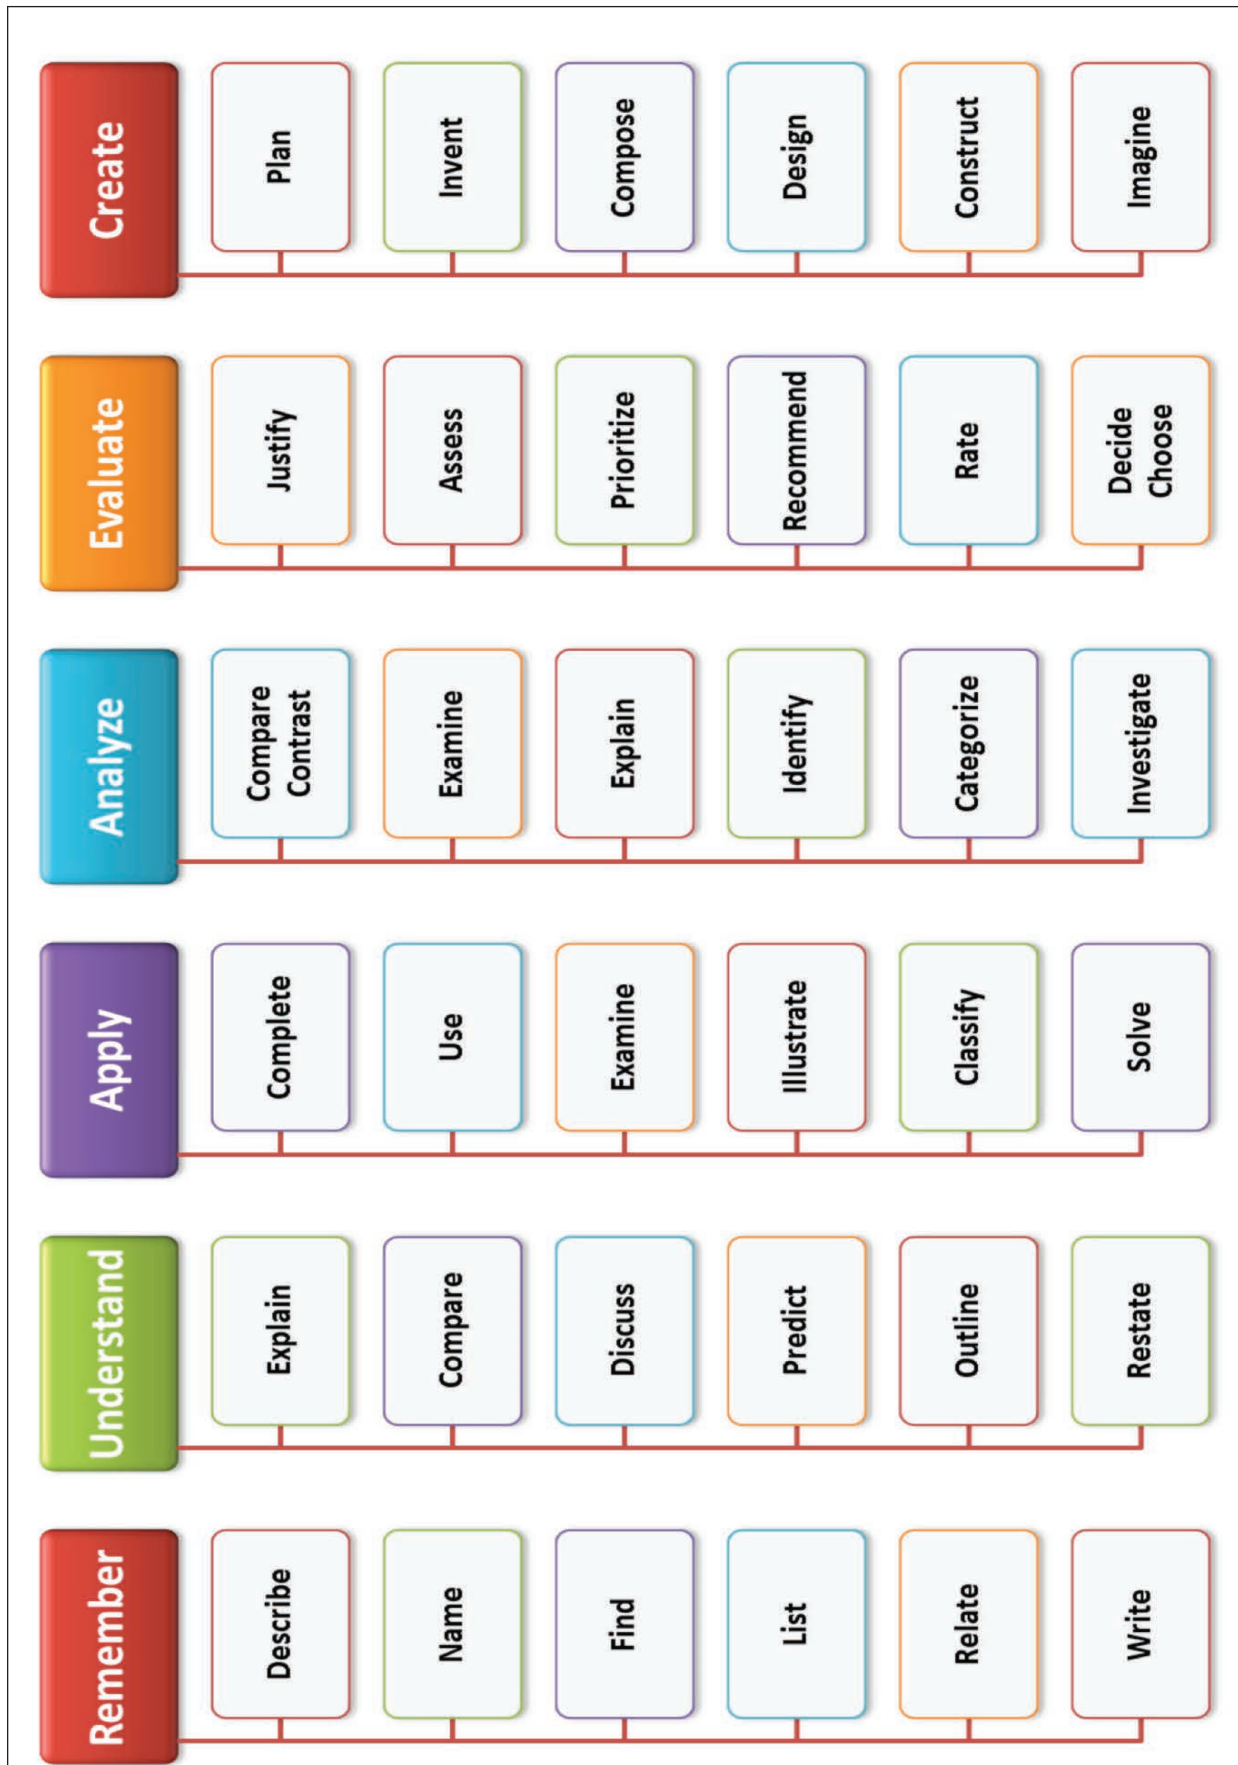 Remember
Describe
Name
Find
List
Relate
Write
Understand
Explain
Compare
Discuss
Predict
Outline
Restate
Apply
Complete
Use
Examine
Illustrate
Classify
Solve
Analyze
Compare
Contrast
Examine
Explain
Identify
Categorize
Investigate
Evaluate
Justify
Assess
Prioritize
Recommend
Rate
Decide
Choose
Create
Plan
Invent
Compose
Design
Construct
Imagine